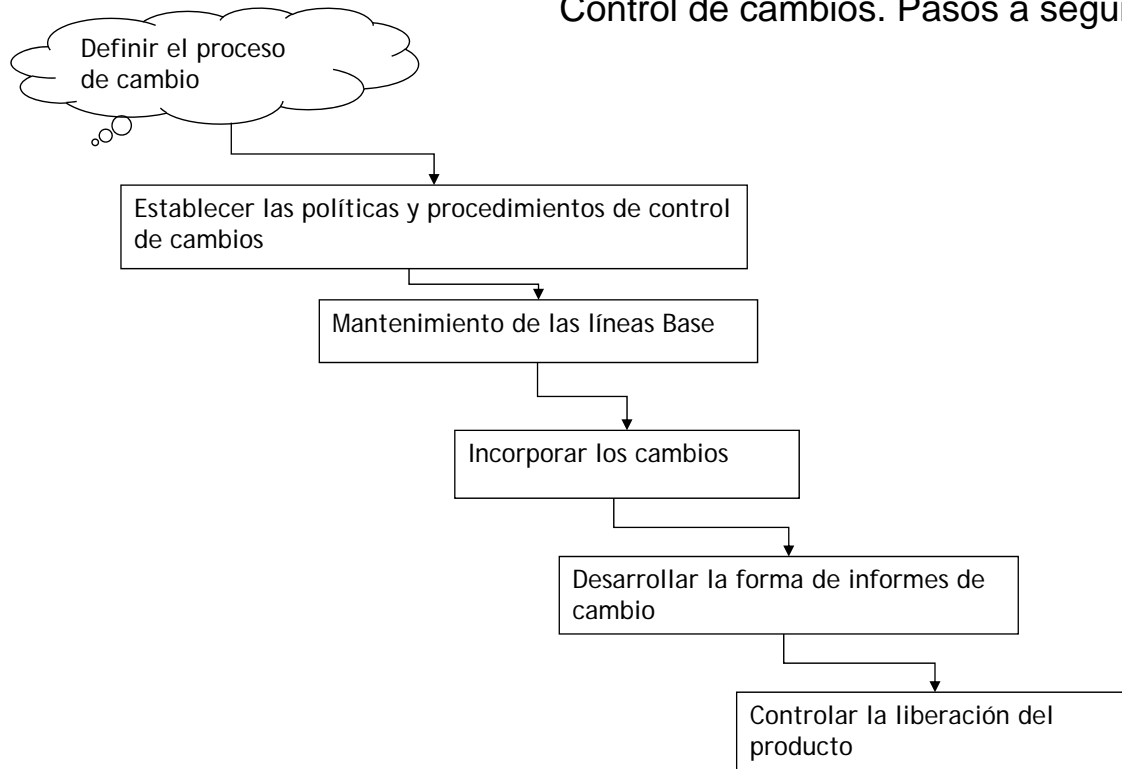 Control de cambios. Pasos a segui
Definir el proceso
de cambio
Establecer las políticas y procedimientos de control
de cambios
Mantenimiento de las líneas Base
Incorporar los cambios
Desarrollar la forma de informes de
cambio
Controlar la liberación del
producto